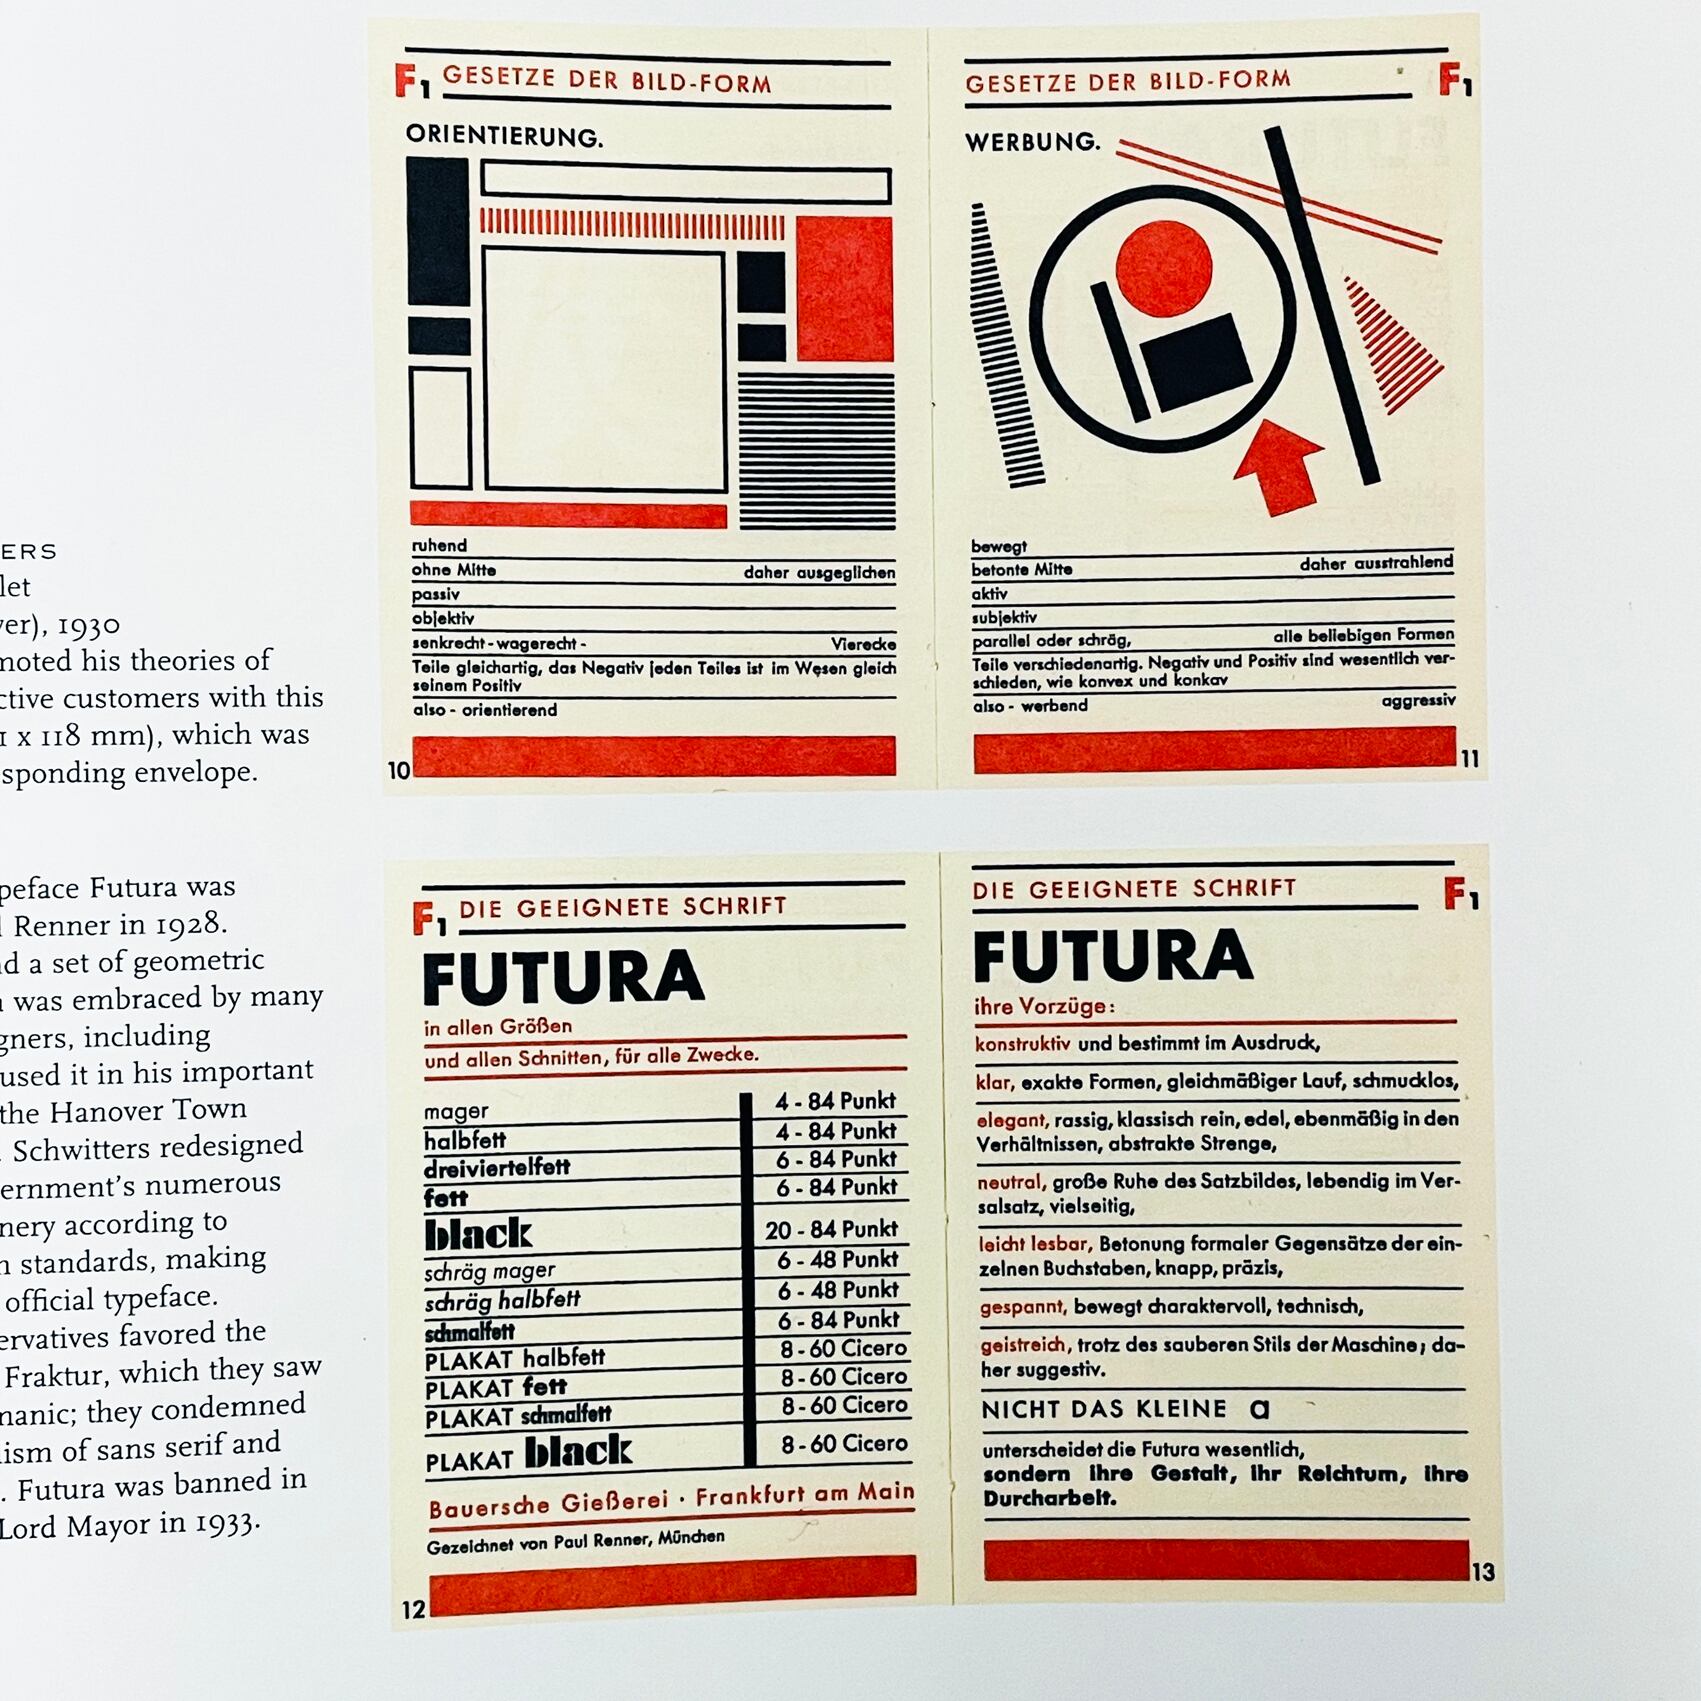 ERS
let
er), 1930
moted his theories of
ctive customers with this
1 x 118 mm), which was
sponding envelope.
peface Futura was
l Renner in 1928.
nd a set of geometric
was embraced by many
gners, including
used it in his important
the Hanover Town
. Schwitters redesigned
ernment's numerous
nery according to
n standards, making
official typeface.
ervatives favored the
Fraktur, which they saw
manic; they condemned
ism of sans serif and
. Futura was banned in
Lord Mayor in 1933.
F1 GESETZE DER BILD-FORM
ORIENTIERUNG.
ruhend
ohne Mitte daher ausgeglichen
passiv
objektiv
senkrecht-wagerecht- Vierecke
Teile gleichartig, das Negativ jeden Teiles ist im Wesen gleich
seinem Positiv
also - orientierend
10
GESETZE DER BILD-FORM F1
WERBUNG.
bewegt
betonte Mitte daher ausstrahlend
aktiv
subjektiv
parallel oder schräg, alle beliebigen Formen
Teile verschiedenartig. Negativ und Positiv sind wesentlich ver-
schieden, wie konvex und konkav
also - werbend aggressiv
11
F1 DIE GEEIGNETE SCHRIFT
FUTURA
in allen Größen
und allen Schnitten, für alle Zwecke.
mager 4 - 84 Punkt
halbfett 4 - 84 Punkt
dreiviertelfett 6 - 84 Punkt
fett 6 - 84 Punkt
black 20 - 84 Punkt
schräg mager 6 - 48 Punkt
schräg halbfett 6 - 48 Punkt
schmalfett 6 - 84 Punkt
PLAKAT halbfett 8 - 60 Cicero
PLAKAT fett 8 - 60 Cicero
PLAKAT schmalfett 8 - 60 Cicero
PLAKAT black 8 - 60 Cicero
Bauersche Gießerei · Frankfurt am Main
Gezeichnet von Paul Renner, München
12
DIE GEEIGNETE SCHRIFT F1
FUTURA
ihre Vorzüge:
konstruktiv und bestimmt im Ausdruck,
klar, exakte Formen, gleichmäßiger Lauf, schmucklos,
elegant, rassig, klassisch rein, edel, ebenmäßig in den
Verhältnissen, abstrakte Strenge,
neutral, große Ruhe des Satzbildes, lebendig im Ver-
salsatz, vielseitig,
leicht lesbar, Betonung formaler Gegensätze der ein-
zelnen Buchstaben, knapp, präzis,
gespannt, bewegt charaktervoll, technisch,
geistreich, trotz des sauberen Stils der Maschine; da-
her suggestiv.
NICHT DAS KLEINE a
unterscheidet die Futura wesentlich,
sondern ihre Gestalt, ihr Reichtum, ihre
Durcharbeit.
13